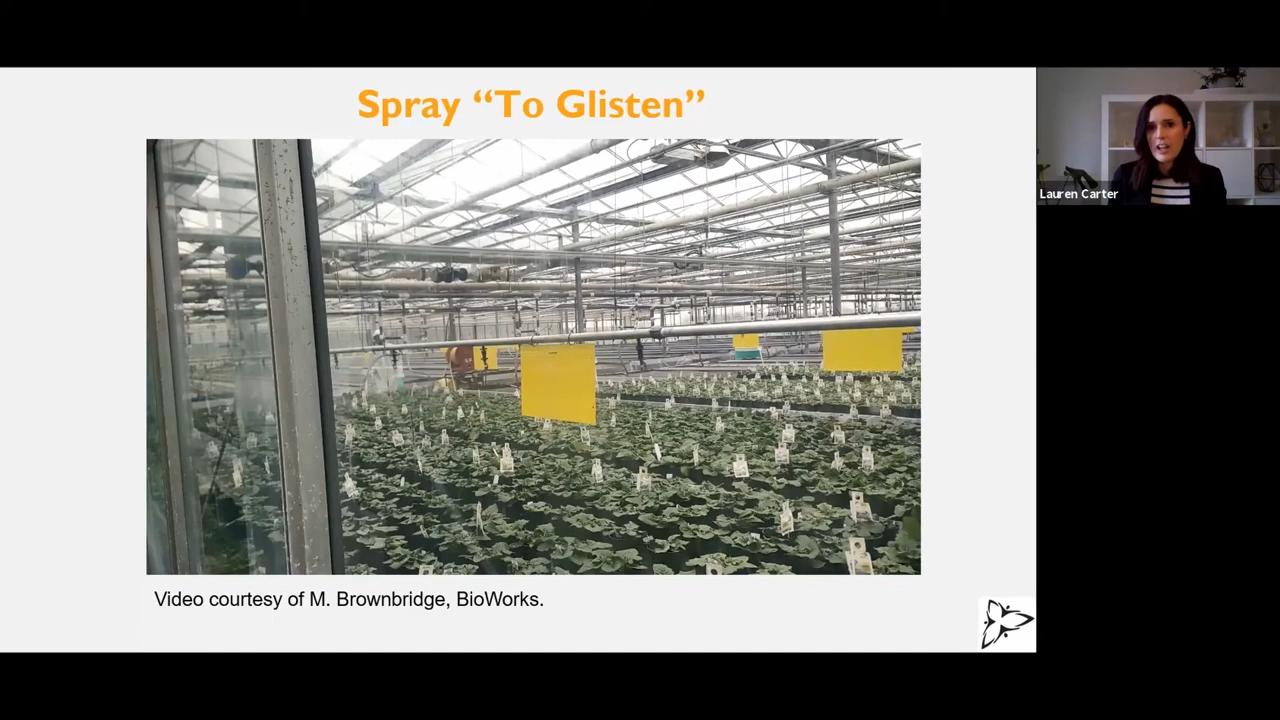 Spray “To Glisten”
Lauren Carter
Video courtesy of M. Brownbridge, BioWorks.